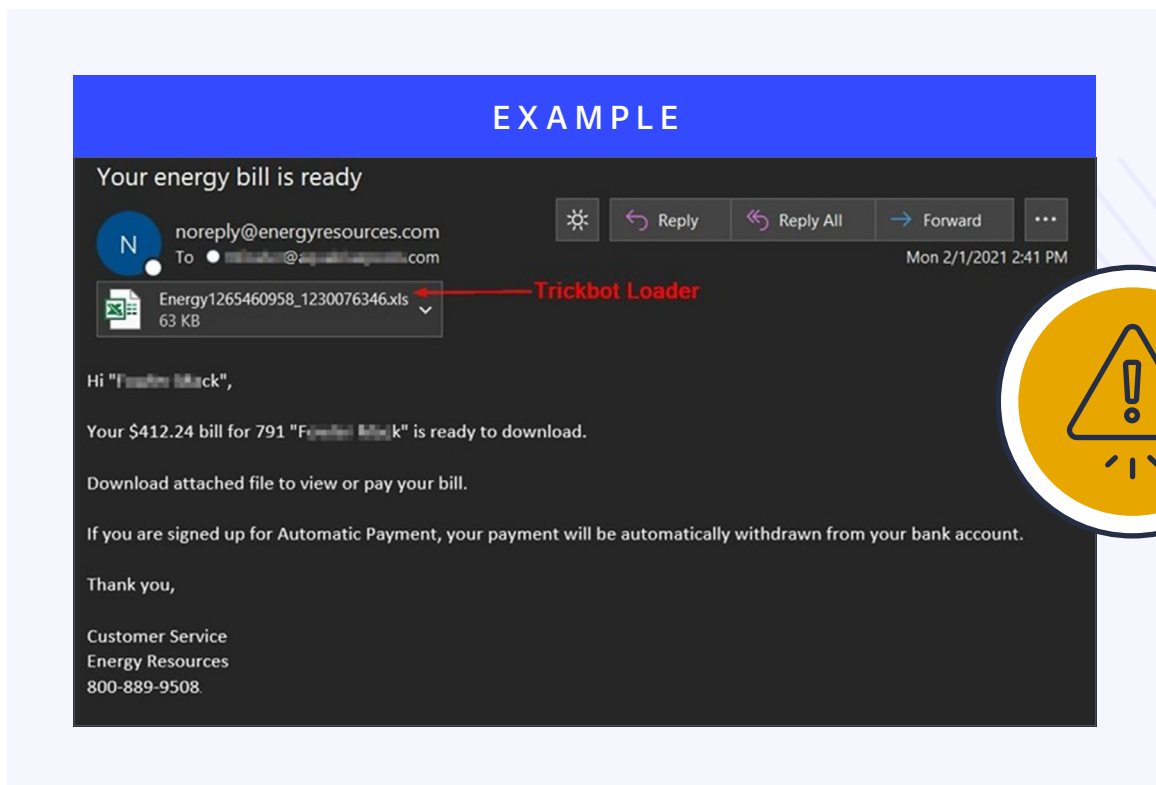 EXAMPLE
Your energy bill is ready
N
noreply@energyresources.com
Reply
Reply All
Forward
To
Mon 2/1/2021 2:41 PM
Energy1265460958_1230076346.xls
Trickbot Loader
63 KB
Hi
Your $412.24 bill for 791 is ready to download.
Download attached file to view or pay your bill.
If you are signed up for Automatic Payment, your payment will be automatically withdrawn from your bank account.
Thank you,
Customer Service
Energy Resources
800-889-9508.